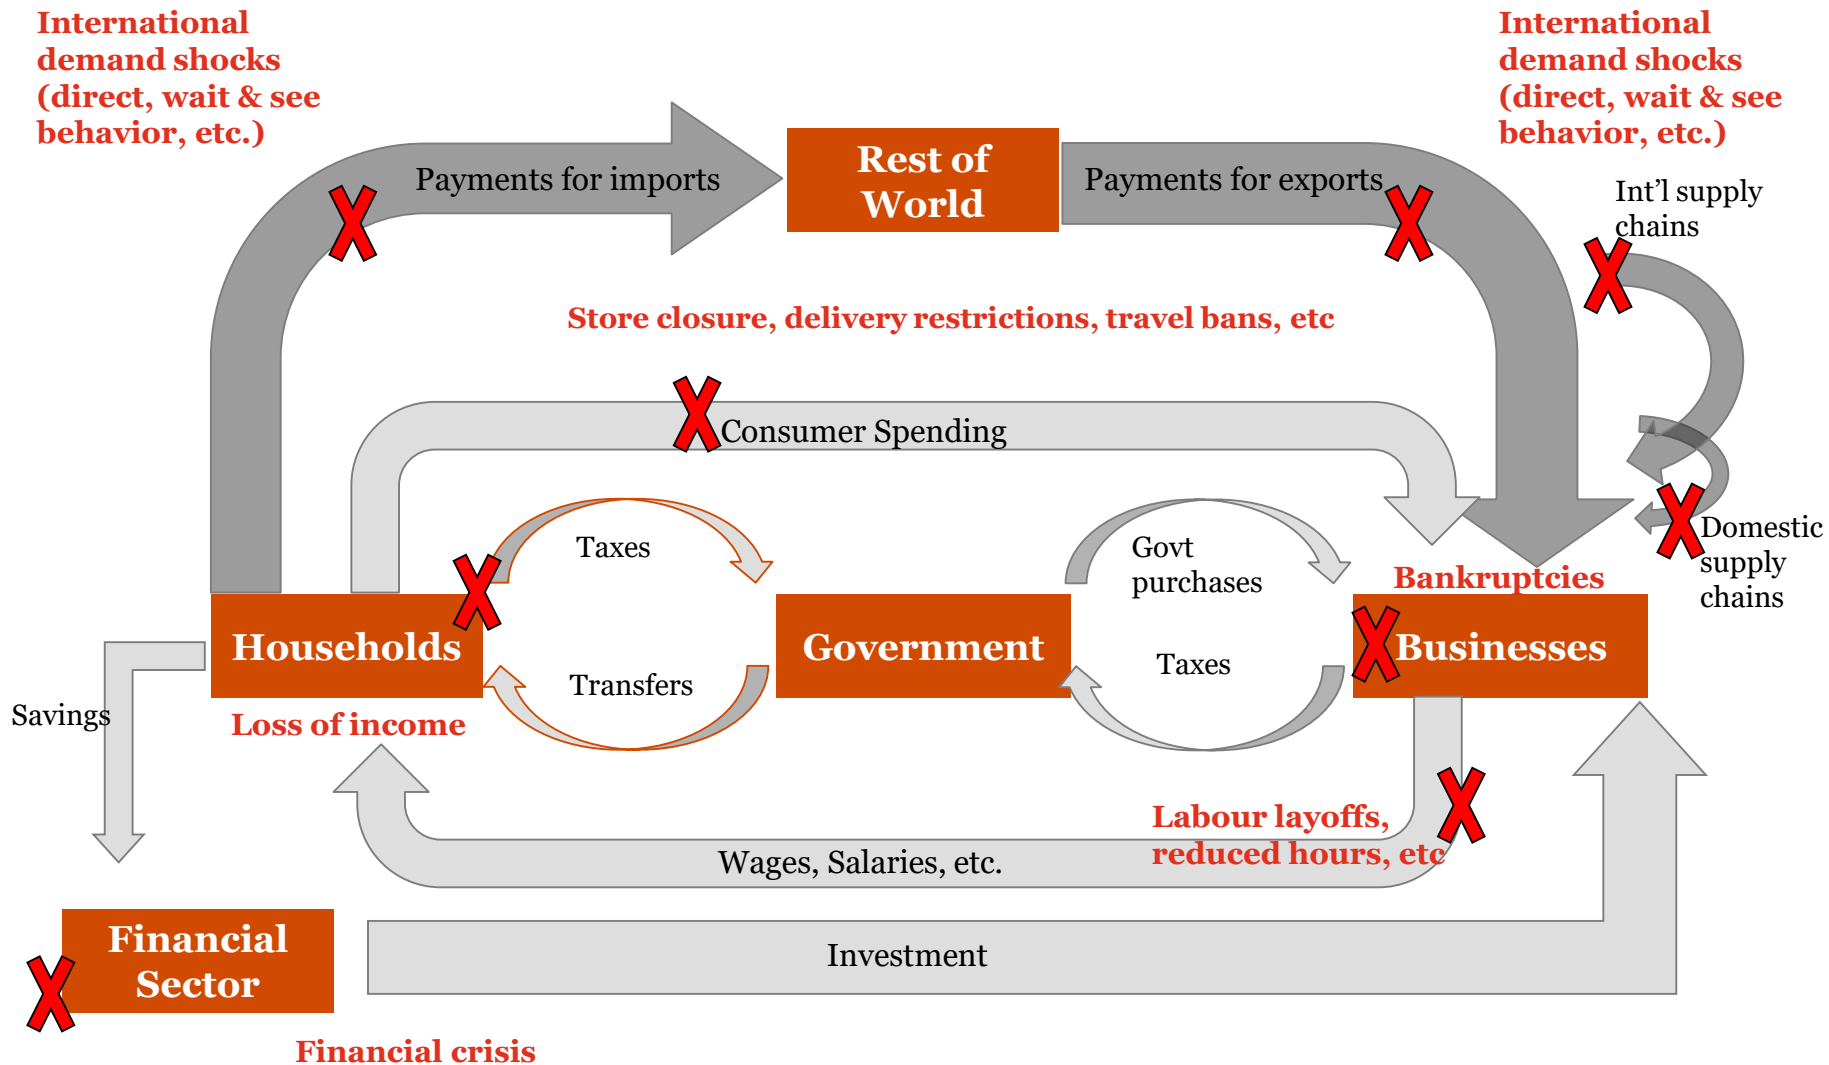 International
demand shocks
(direct, wait & see
behavior, etc.)
International
demand shocks
(direct, wait & see
behavior, etc.)
Payments for imports
Rest of
World
Payments for exports
Int’l supply
chains
Store closure, delivery restrictions, travel bans, etc
Consumer Spending
Taxes
Govt
purchases
Domestic
supply
chains
Bankruptcies
Households
Government
Businesses
Transfers
Taxes
Savings
Loss of income
Labour layoffs,
reduced hours, etc
Wages, Salaries, etc.
Financial
Sector
Investment
Financial crisis